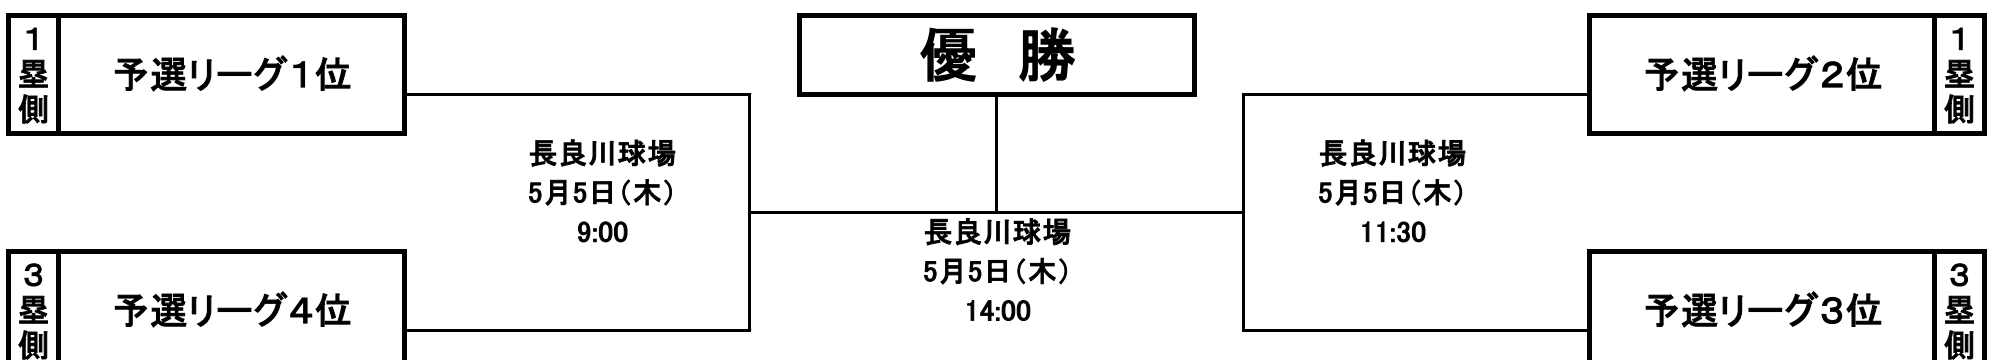 1塁側
予選リーグ1位
優　勝
予選リーグ2位
1塁側
長良川球場
5月5日(木)
9:00
長良川球場
5月5日(木)
11:30
長良川球場
5月5日(木)
14:00
3塁側
予選リーグ4位
予選リーグ3位
3塁側